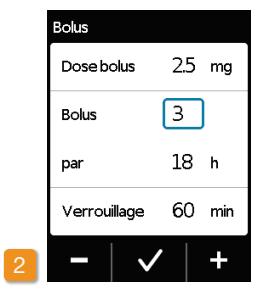 Bolus
Dose bolus 2.5 mg
Bolus 3
par 18 h
Verrouillage 60 min
2 − ✓ +